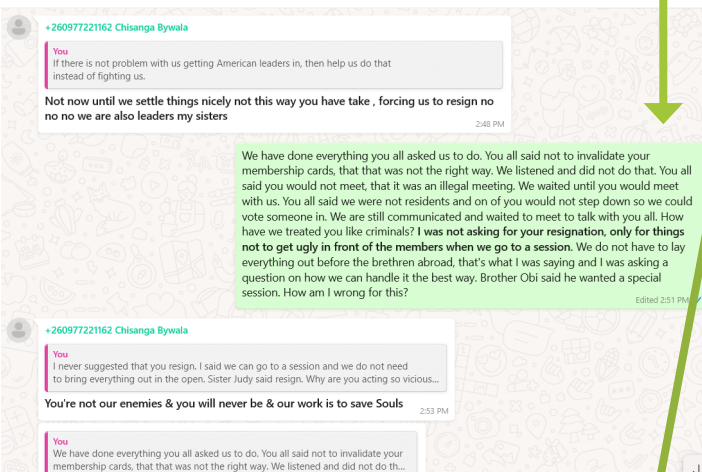 +260977221162 Chisanga Bywala
You
If there is not problem with us getting American leaders in, then help us do that
instead of fighting us.
Not now until we settle things nicely not this way you have take , forcing us to resign no
no no we are also leaders my sisters
2:48 PM
We have done everything you all asked us to do. You all said not to invalidate your
membership cards, that that was not the right way. We listened and did not do that. You all
said you would not meet, that it was an illegal meeting. We waited until you would meet
with us. You all said we were not residents and on of you would not step down so we could
vote someone in. We are still communicated and waited to meet to talk with you all. How
have we treated you like criminals? I was not asking for your resignation, only for things
not to get ugly in front of the members when we go to a session. We do not have to lay
everything out before the brethren abroad, that's what I was saying and I was asking a
question on how we can handle it the best way. Brother Obi said he wanted a special
session. How am I wrong for this?
Edited 2:51 PM
+260977221162 Chisanga Bywala
You
I never suggested that you resign. I said we can go to a session and we do not need
to bring everything out in the open. Sister Judy said resign. Why are you acting so vicious...
You're not our enemies & you will never be & our work is to save Souls
2:53 PM
You
We have done everything you all asked us to do. You all said not to invalidate your
membership cards, that that was not the right way. We listened and did not do th...